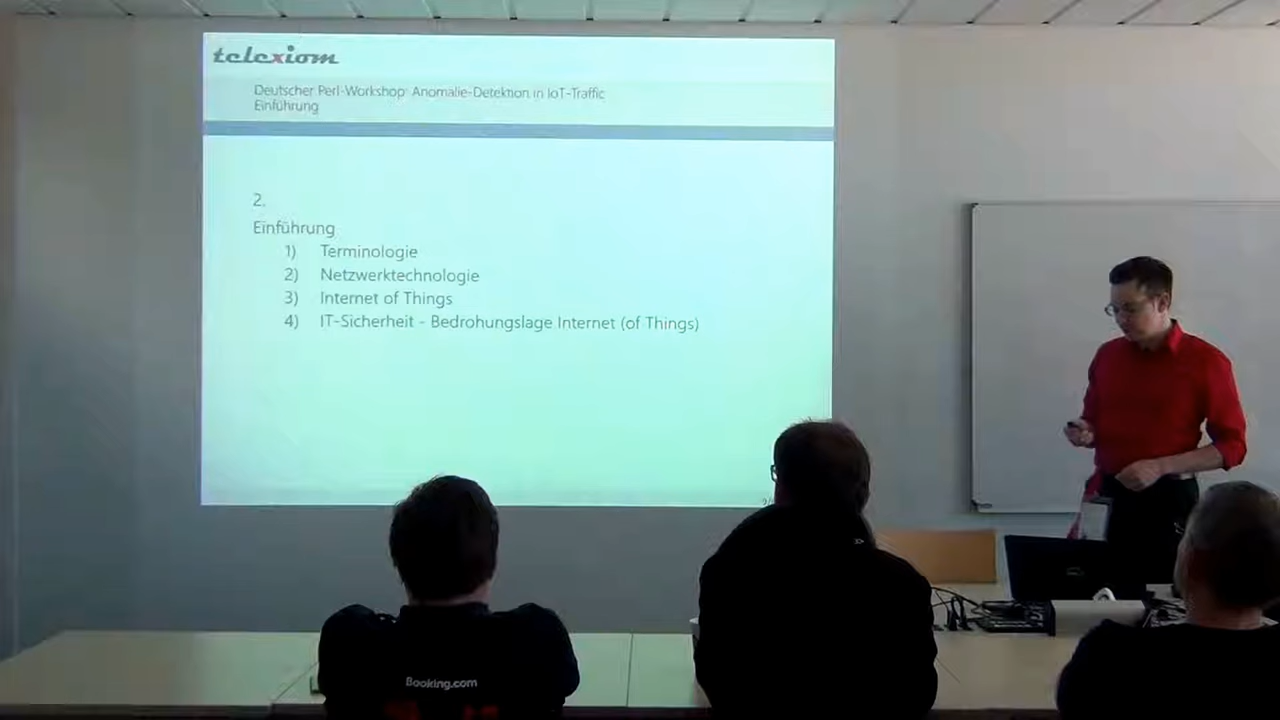 telexiom
Deutscher Perl-Workshop: Anomalie-Detektion in IoT-Traffic
Einführung
2.
Einführung
1) Terminologie
2) Netzwerktechnologie
3) Internet of Things
4) IT-Sicherheit - Bedrohungslage Internet (of Things)
Booking.com